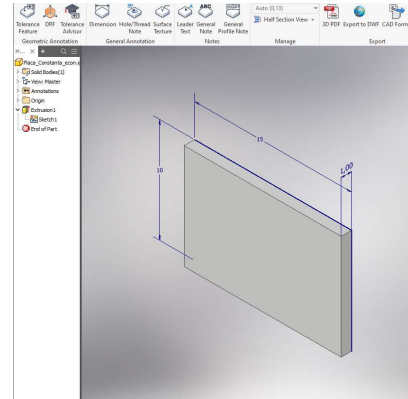 Auto (0,13)
Tolerance Feature
DRF
Tolerance Advisor
Dimension
Hole/Thread Note
Surface Texture
Leader Text
General Note
General Profile Note
Half Section View
3D PDF
Export to DWF
CAD Form
Geometric Annotation
General Annotation
Notes
Manage
Export
M... × +
Placa_Constanta_econ.s
Solid Bodies(1)
View: Master
Annotations
Origin
Extrusion1
Sketch1
End of Part
15
10
1,00